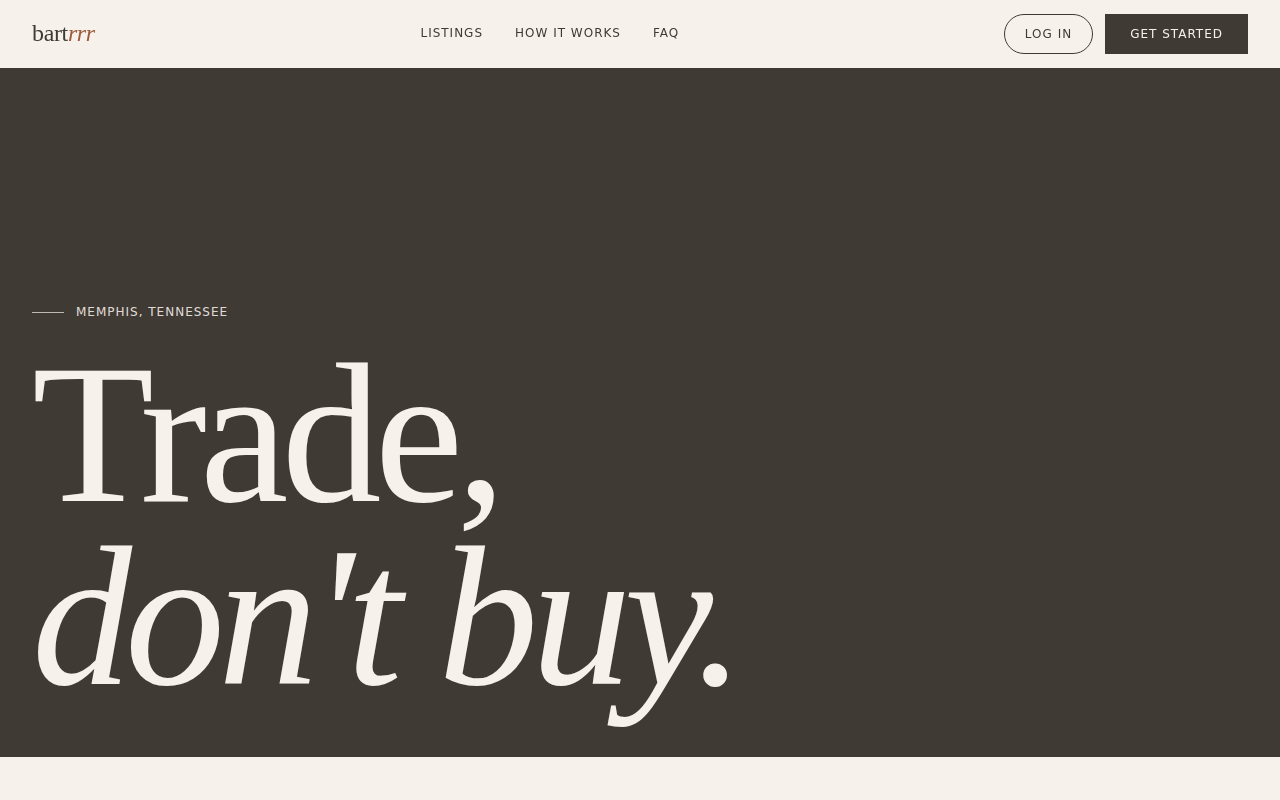 bartrrr
LISTINGS
HOW IT WORKS
FAQ
LOG IN
GET STARTED
MEMPHIS, TENNESSEE
Trade,
don't buy.